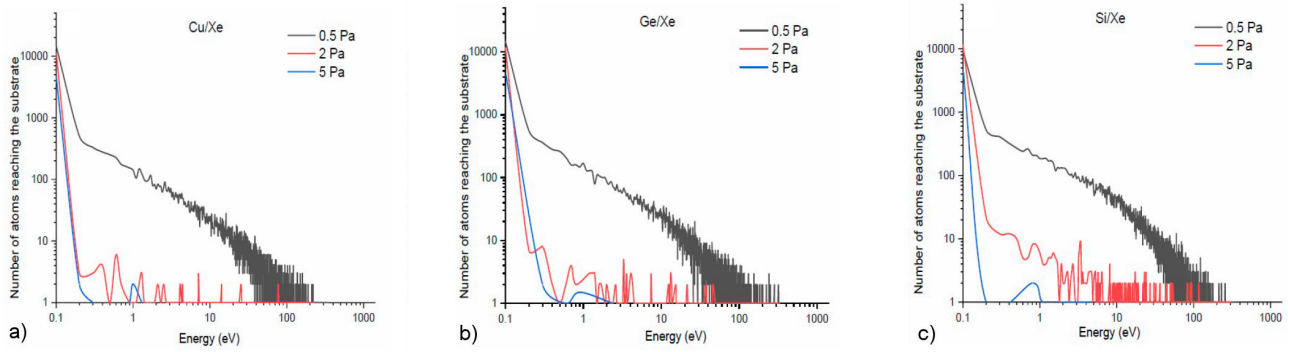 Cu/Xe
0.5 Pa
2 Pa
5 Pa
10000
1000
100
10
1
0.1
1
10
100
1000
Number of atoms reaching the substrate
Energy (eV)
a)
Ge/Xe
0.5 Pa
2 Pa
5 Pa
10000
1000
100
10
1
0.1
1
10
100
1000
Number of atoms reaching the substrate
Energy (eV)
b)
Si/Xe
0.5 Pa
2 Pa
5 Pa
10000
1000
100
10
1
0.1
1
10
100
1000
Number of atoms reaching the substrate
Energy (eV)
c)